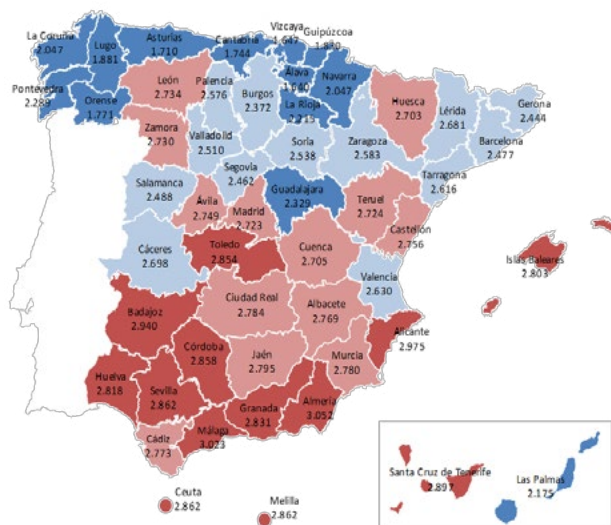 La Coruña
2.047
Lugo
1.881
Asturias
1.710
Cantabria
1.744
Vizcaya
1.647
Guipúzcoa
Álava
Navarra
2.047
Pontevedra
2.289
Orense
1.771
León
2.734
Palencia
2.576
Burgos
2.372
La Rioja
2.215
Huesca
2.703
Lérida
2.681
Gerona
2.444
Barcelona
2.477
Zamora
2.730
Valladolid
2.510
Soria
2.538
Zaragoza
2.583
Tarragona
2.616
Segovia
2.462
Salamanca
2.488
Ávila
2.749
Madrid
2.723
Guadalajara
2.329
Teruel
2.724
Castellón
2.756
Cáceres
2.698
Toledo
2.854
Cuenca
2.705
Valencia
2.630
Islas Baleares
2.803
Badajoz
2.940
Ciudad Real
2.784
Albacete
2.769
Alicante
2.975
Córdoba
2.858
Jaén
2.795
Murcia
2.780
Huelva
2.818
Sevilla
2.862
Granada
2.831
Almería
3.052
Cádiz
2.773
Málaga
3.023
Santa Cruz de Tenerife
2.897
Las Palmas
2.175
Ceuta
2.862
Melilla
2.862